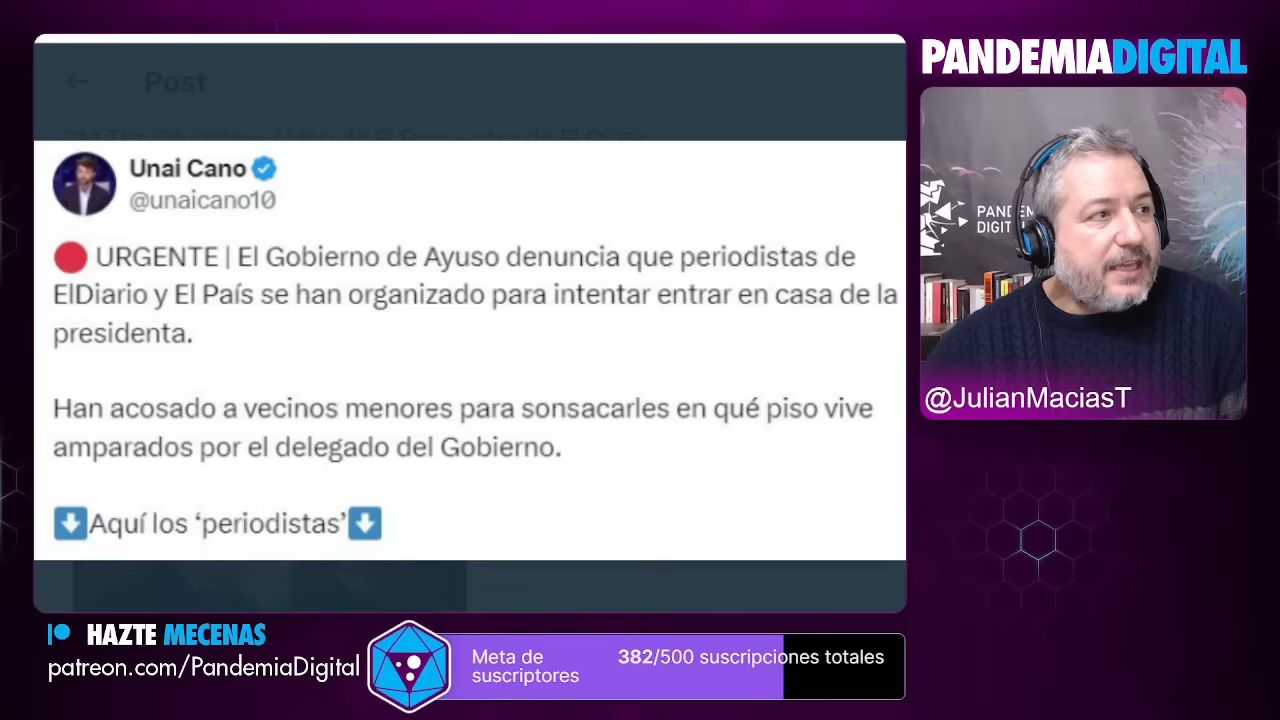 PANDEMIADIGITAL
Post
Unai Cano
@unaicano10
🔴 URGENTE | El Gobierno de Ayuso denuncia que periodistas de
ElDiario y El País se han organizado para intentar entrar en casa de la
presidenta.
Han acosado a vecinos menores para sonsacarles en qué piso vive
amparados por el delegado del Gobierno.
⬇️Aquí los ‘periodistas’⬇️
@JulianMaciasT
HAZTE MECENAS
patreon.com/PandemiaDigital
Meta de
suscriptores
382/500 suscripciones totales